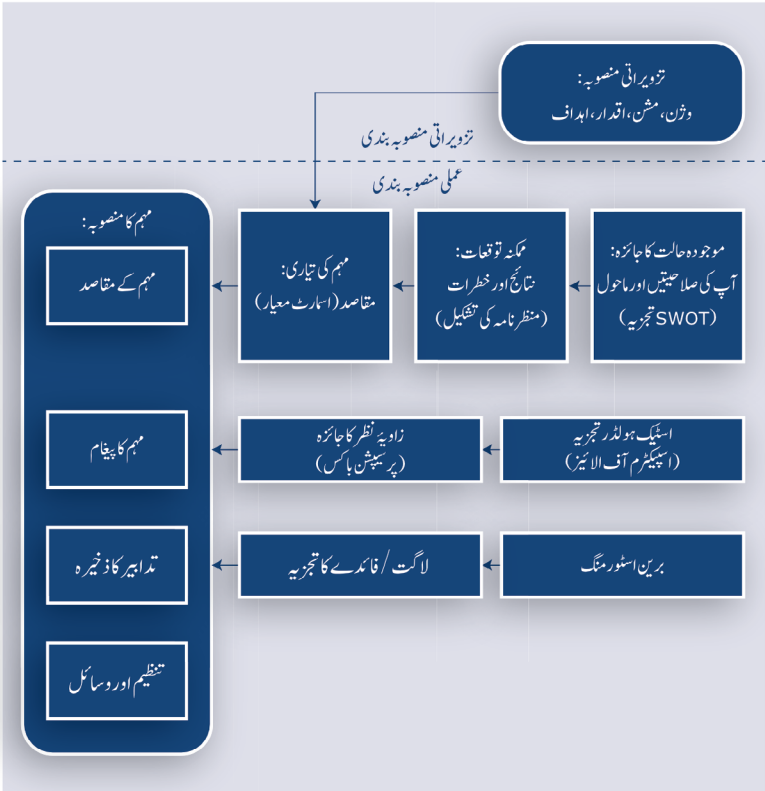 تزویراتی منصوبہ:
وژن، مشن، اقدار، اہداف
تزویراتی منصوبہ بندی
عملی منصوبہ بندی
موجودہ حالت کا جائزہ:
آپ کی صلاحیتیں اور ماحول
(SWOT تجزیہ)
ممکنہ توقعات:
نتائج اور خطرات
(منظرنامہ کی تشکیل)
مہم کی تیاری:
مقاصد (اسمارٹ معیار)
مہم کا منصوبہ:
مہم کے مقاصد
اسٹیک ہولڈر تجزیہ
(اسپیکٹرم آف الائیز)
زاویۂ نظر کا جائزہ
(پرسیپشن باکس)
مہم کا پیغام
برین اسٹورمنگ
لاگت / فائدے کا تجزیہ
تدابیر کا ذخیرہ
تنظیم اور وسائل